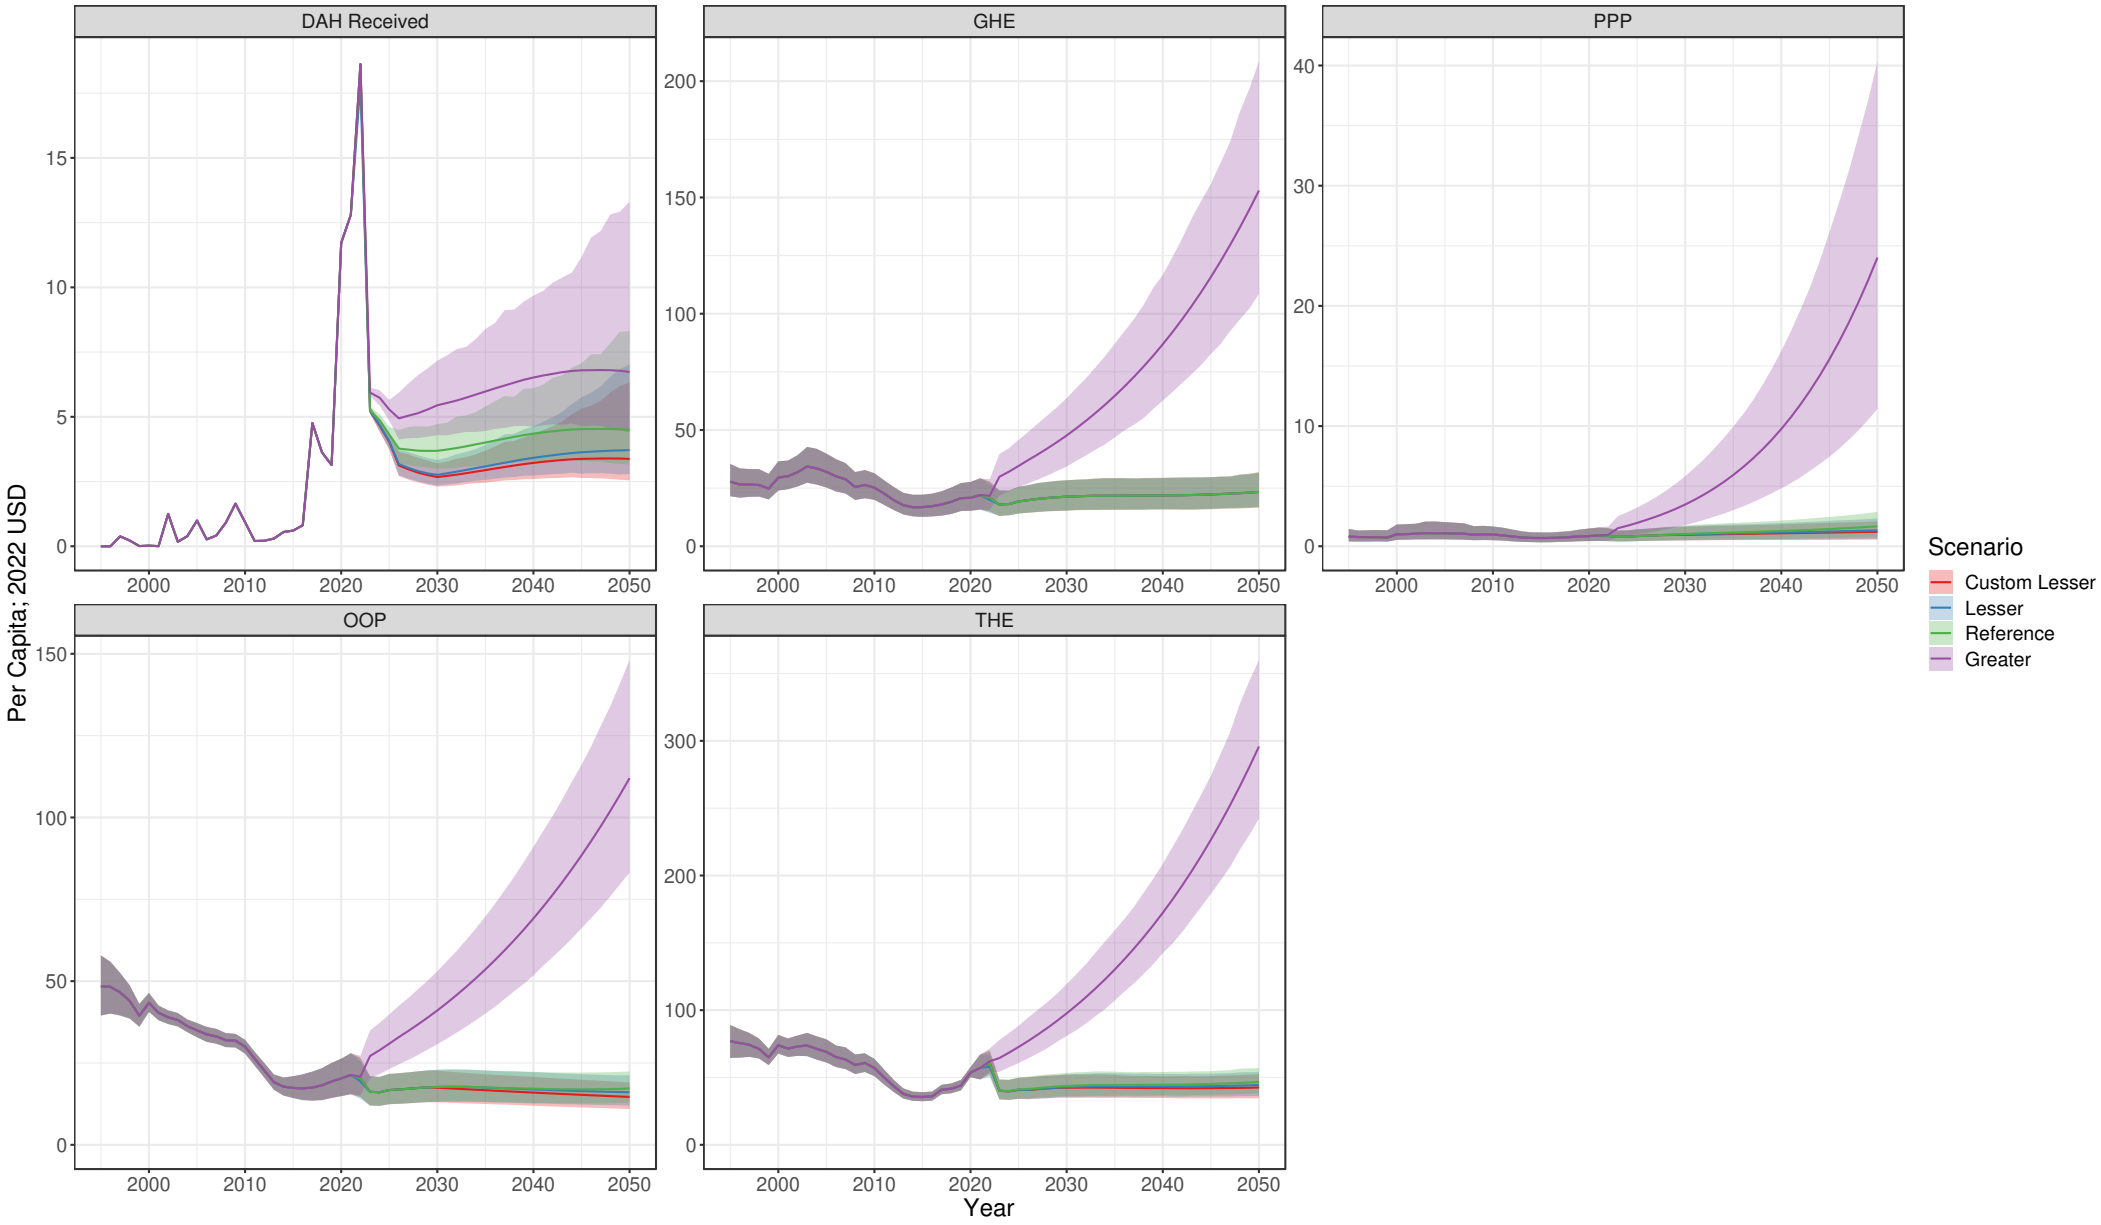 DAH Received
GHE
PPP
15
10
5
0
2000 2010 2020 2030 2040 2050
200
150
100
50
0
2000 2010 2020 2030 2040 2050
40
30
20
10
0
2000 2010 2020 2030 2040 2050
OOP
THE
150
100
50
0
2000 2010 2020 2030 2040 2050
300
200
100
0
2000 2010 2020 2030 2040 2050
Per Capita; 2022 USD
Year
Scenario
Custom Lesser
Lesser
Reference
Greater